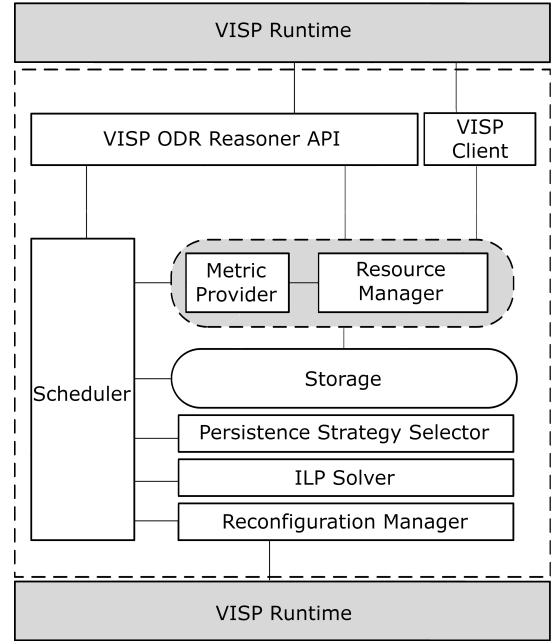 VISP Runtime
VISP ODR Reasoner API
VISP
Client
Metric
Provider
Resource
Manager
Scheduler
Storage
Persistence Strategy Selector
ILP Solver
Reconfiguration Manager
VISP Runtime